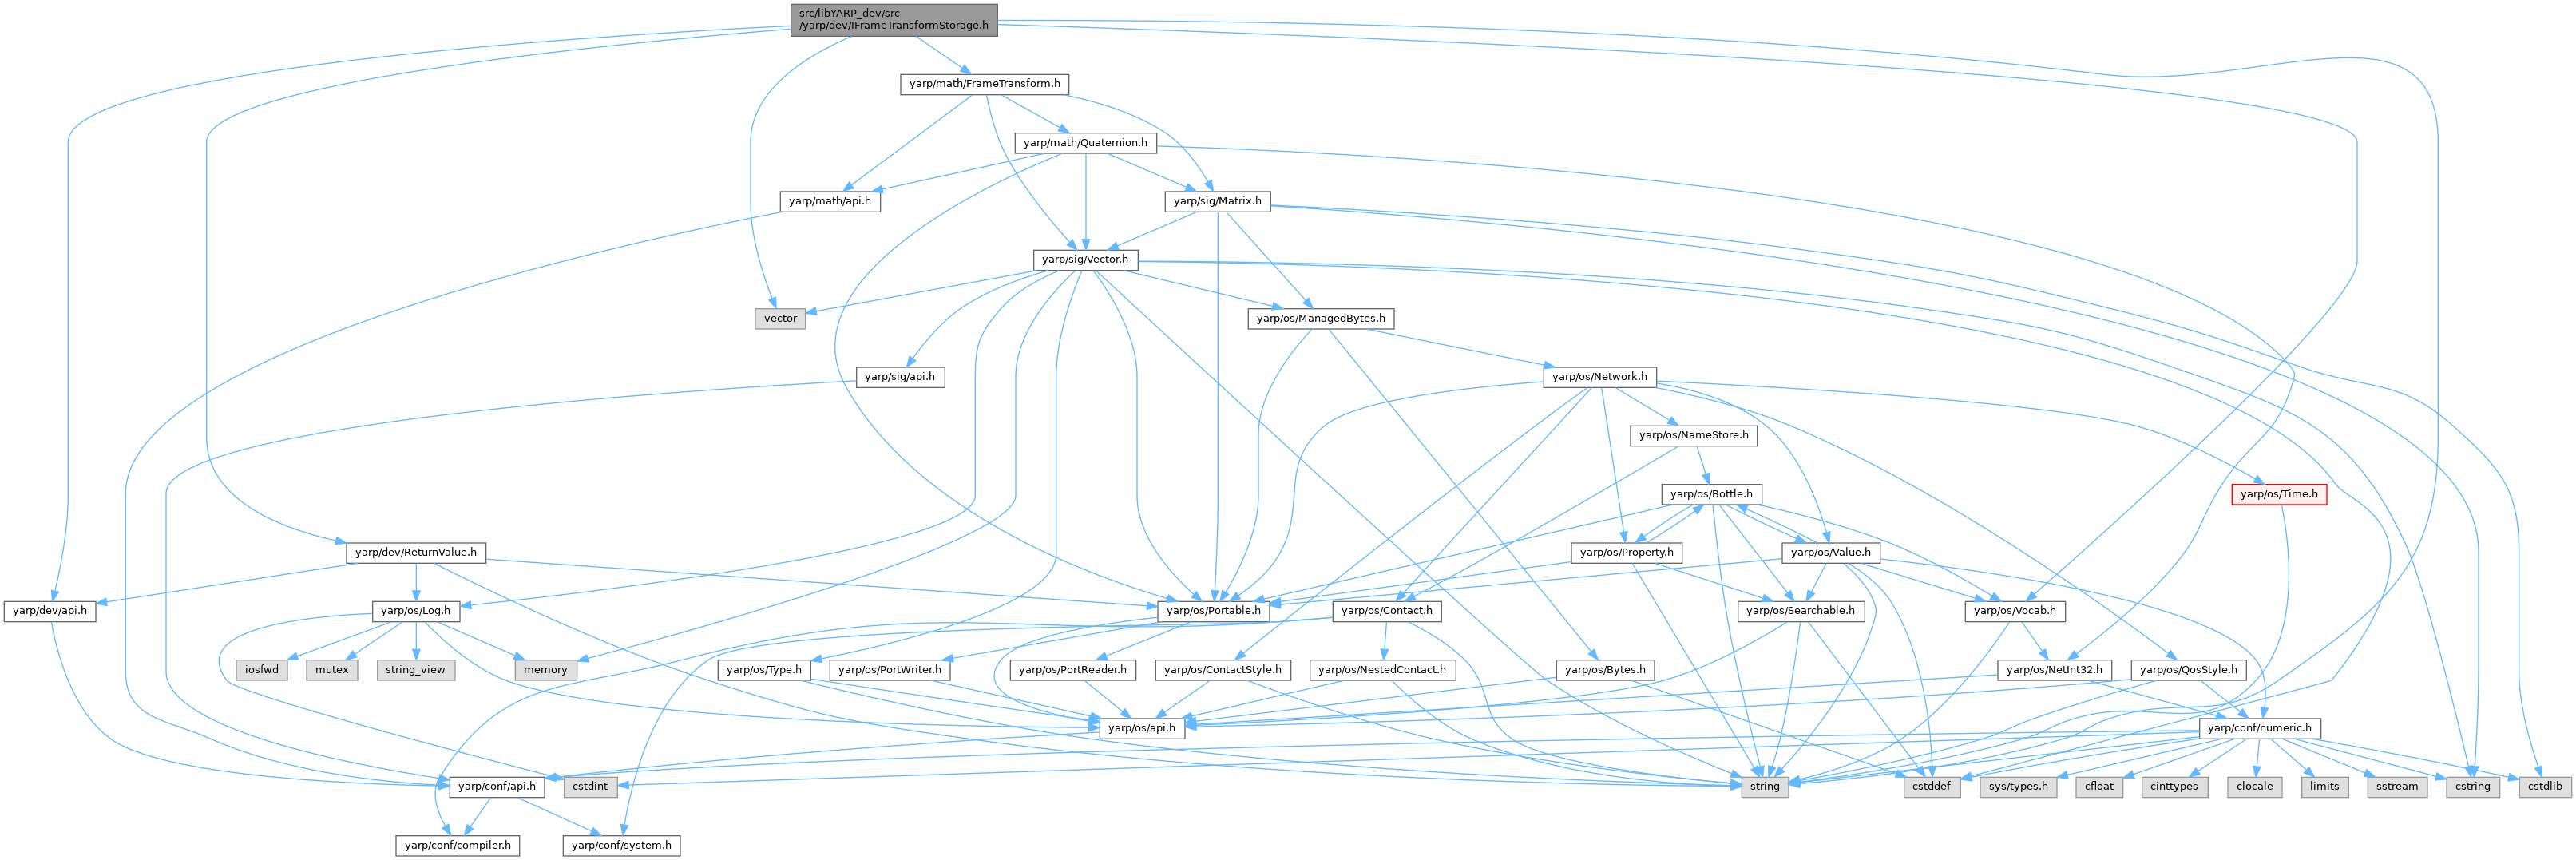 src/libYARP_dev/src
/yarp/dev/IFrameTransformStorage.h
yarp/math/FrameTransform.h
yarp/math/Quaternion.h
yarp/math/api.h
yarp/sig/Matrix.h
yarp/sig/Vector.h
vector
yarp/os/ManagedBytes.h
yarp/sig/api.h
yarp/os/Network.h
yarp/os/NameStore.h
yarp/os/Bottle.h
yarp/os/Time.h
yarp/dev/ReturnValue.h
yarp/os/Property.h
yarp/os/Value.h
yarp/dev/api.h
yarp/os/Log.h
yarp/os/Portable.h
yarp/os/Contact.h
yarp/os/Searchable.h
yarp/os/Vocab.h
iosfwd
mutex
string_view
memory
yarp/os/Type.h
yarp/os/PortWriter.h
yarp/os/PortReader.h
yarp/os/ContactStyle.h
yarp/os/NestedContact.h
yarp/os/Bytes.h
yarp/os/NetInt32.h
yarp/os/QosStyle.h
yarp/os/api.h
yarp/conf/numeric.h
yarp/conf/api.h
cstdint
string
cstddef
sys/types.h
cfloat
cinttypes
clocale
limits
sstream
cstring
cstdlib
yarp/conf/compiler.h
yarp/conf/system.h